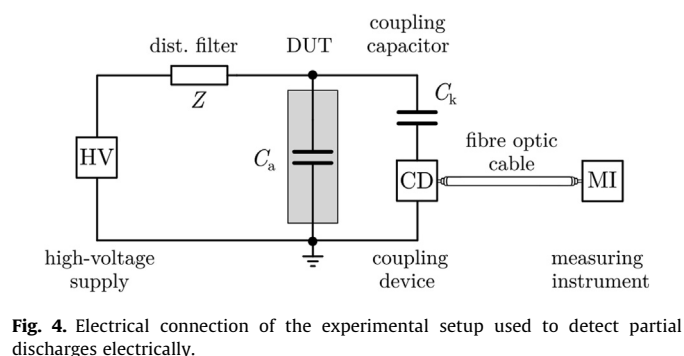 coupling
dist. filter DUT capacitor
Z
Cₖ
fibre optic
cable
HV
Cₐ
CD
MI
high-voltage
supply
coupling
device
measuring
instrument
Fig. 4. Electrical connection of the experimental setup used to detect partial
discharges electrically.